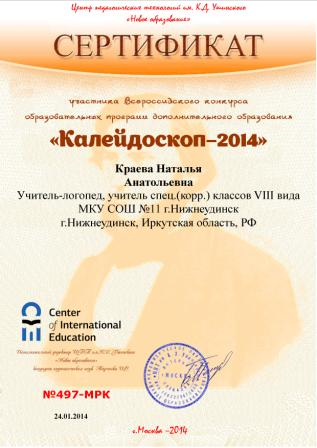 Центр педагогических технологий им. К.Д. Ушинского
«Новое образование»
СЕРТИФИКАТ
участника Всероссийского конкурса
образовательных программ дополнительного образования
«Калейдоскоп-2014»
Краева Наталья
Анатольевна
Учитель-логопед, учитель спец.(корр.) классов VIII вида
МКУ СОШ №11 г.Нижнеудинск
г.Нижнеудинск, Иркутская область, РФ
Center
of International
Education
«Новое образование»
№497-МРК
24.01.2014
г.Москва -2014